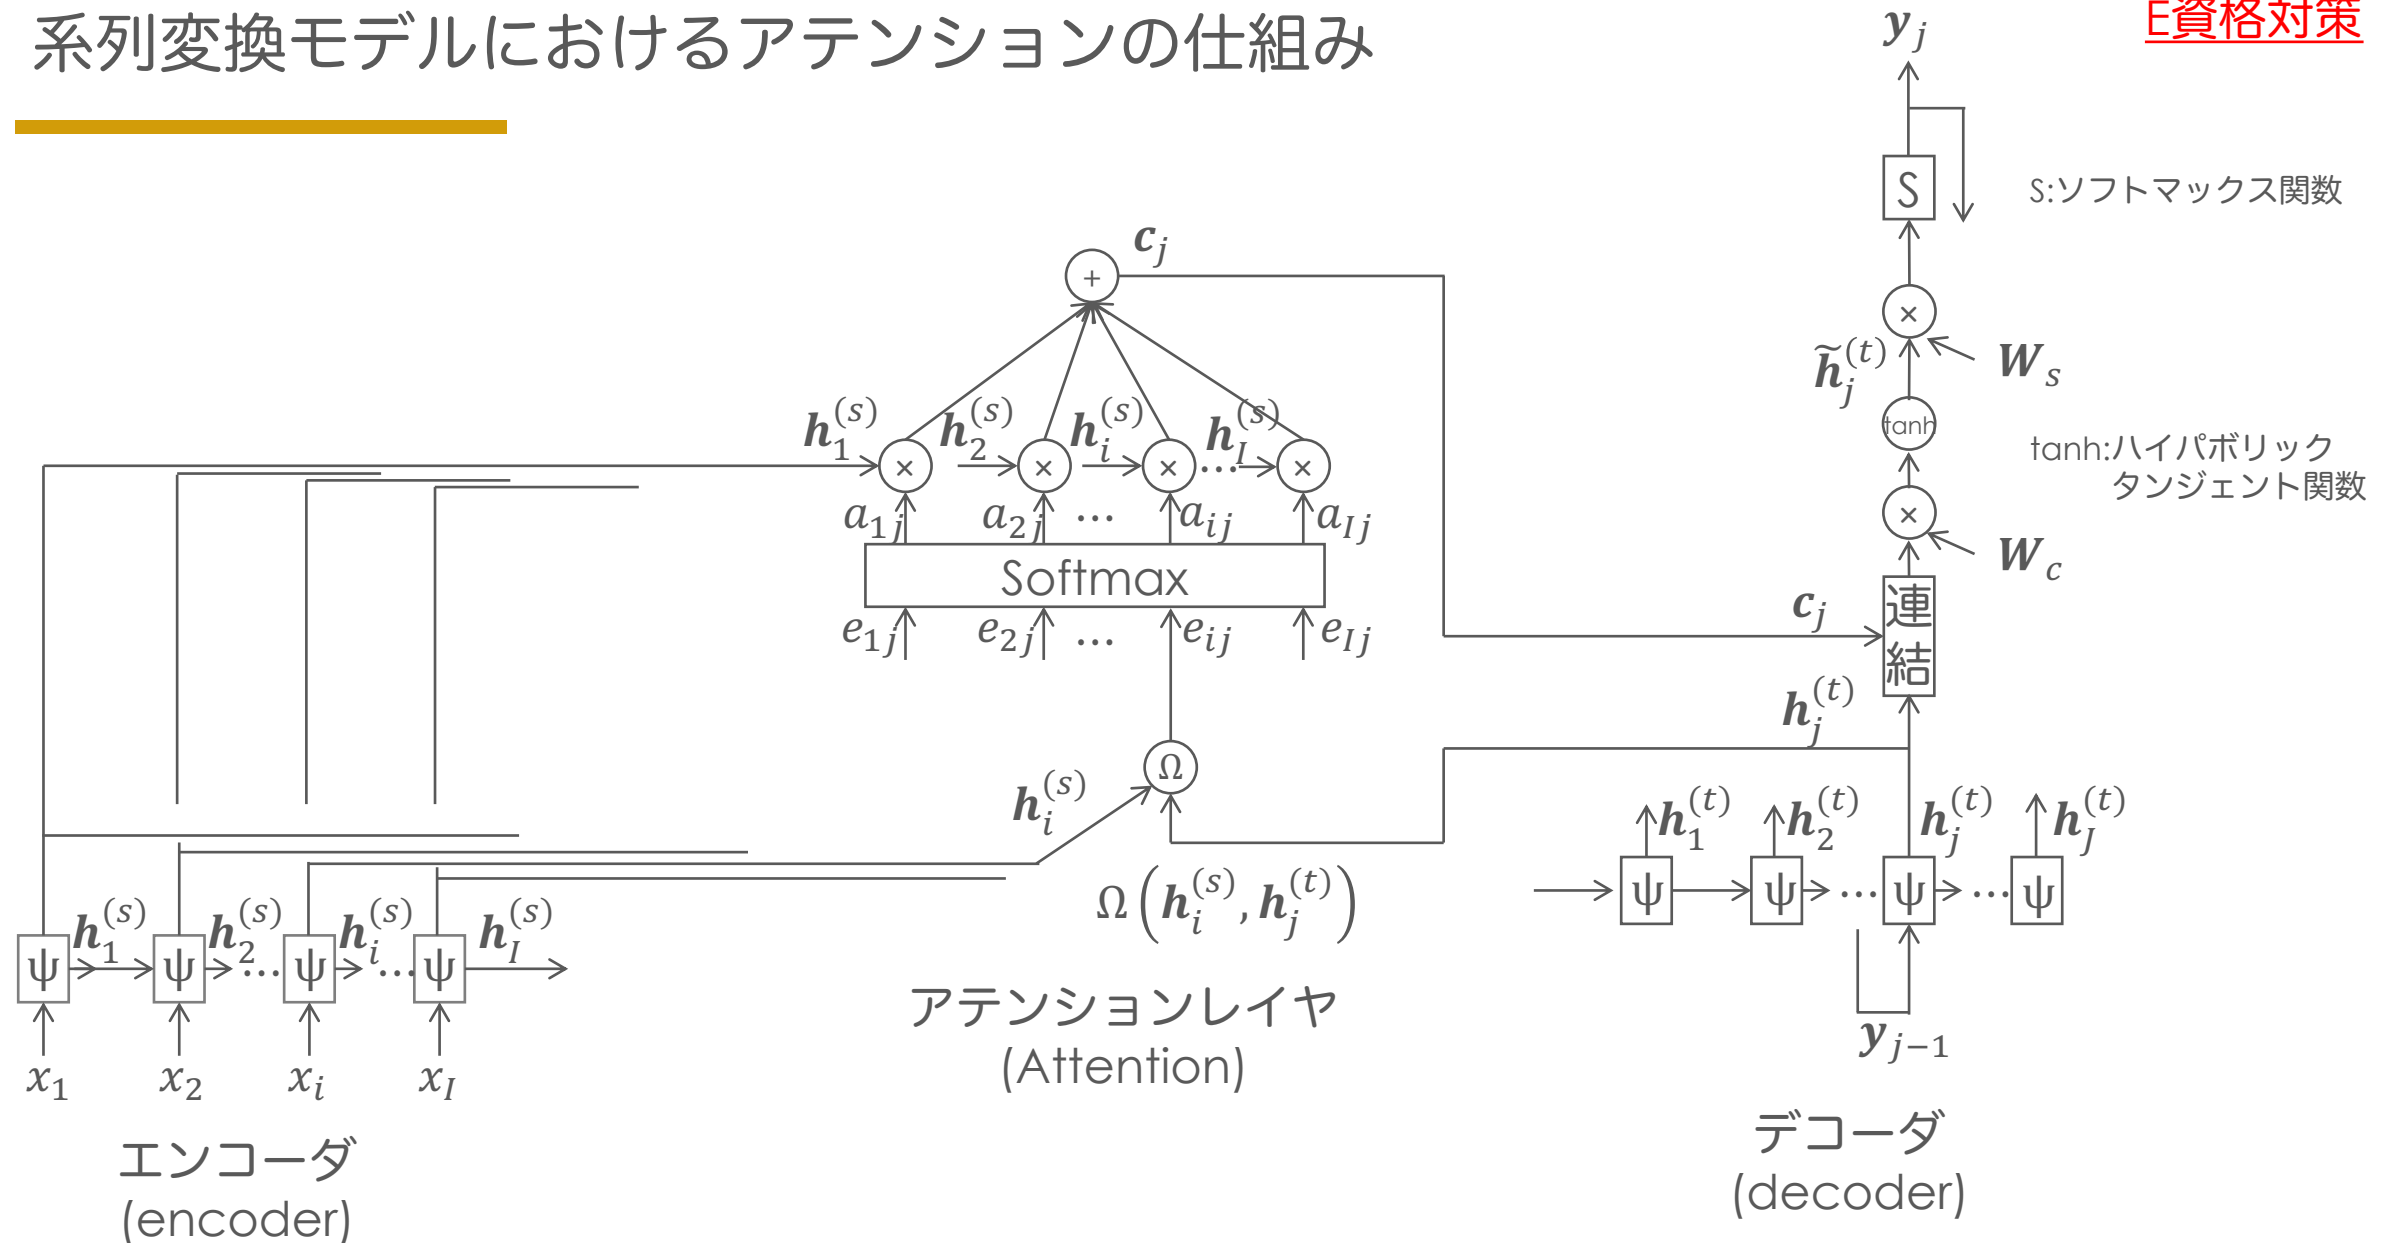 系列変換モデルにおけるアテンションの仕組み
E資格対策
y_j
S
S:ソフトマックス関数
×
W_s
h̃_j^(t)
tanh
tanh:ハイパボリック
タンジェント関数
×
W_c
連結
c_j
h_j^(t)
+
c_j
h_1^(s) × h_2^(s) × h_i^(s) × … h_I^(s) ×
a_1j a_2j … a_ij a_Ij
Softmax
e_1j e_2j … e_ij e_Ij
Ω
h_i^(s)
Ω(h_i^(s), h_j^(t))
アテンションレイヤ
(Attention)
h_1^(s) h_2^(s) h_i^(s) h_I^(s)
ψ ψ … ψ … ψ
x_1 x_2 x_i x_I
エンコーダ
(encoder)
h_1^(t) h_2^(t) h_j^(t) h_J^(t)
ψ ψ … ψ … ψ
y_j−1
デコーダ
(decoder)